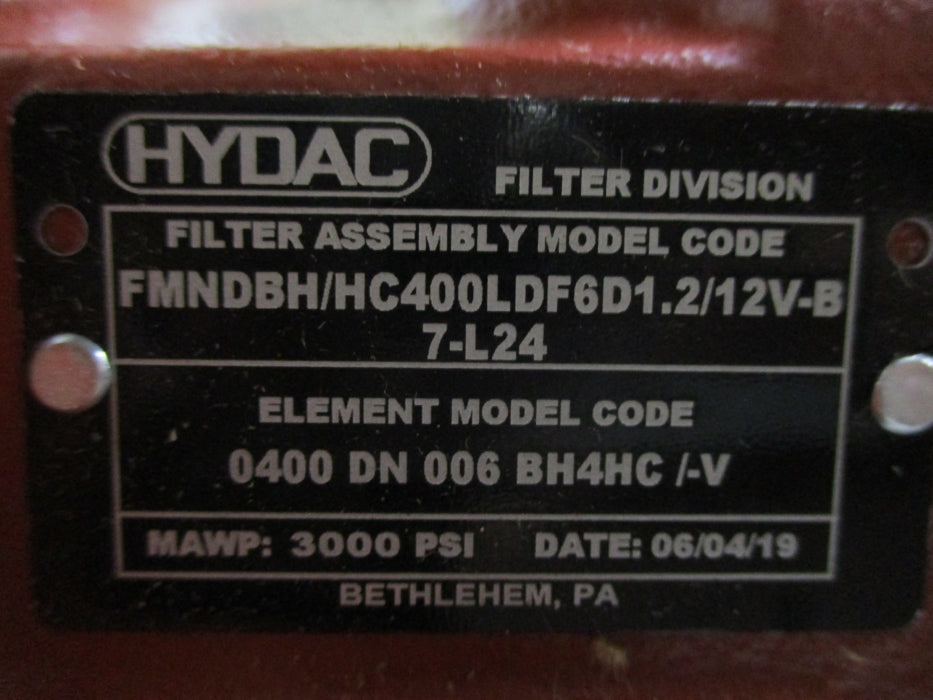 HYDAC
FILTER DIVISION
FILTER ASSEMBLY MODEL CODE
FMNDBH/HC400LDF6D1.2/12V-B
7-L24
ELEMENT MODEL CODE
0400 DN 006 BH4HC /-V
MAWP: 3000 PSI DATE: 06/04/19
BETHLEHEM, PA